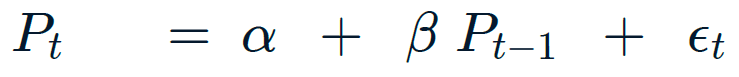 P_t = α + β P_{t−1} + ϵ_t